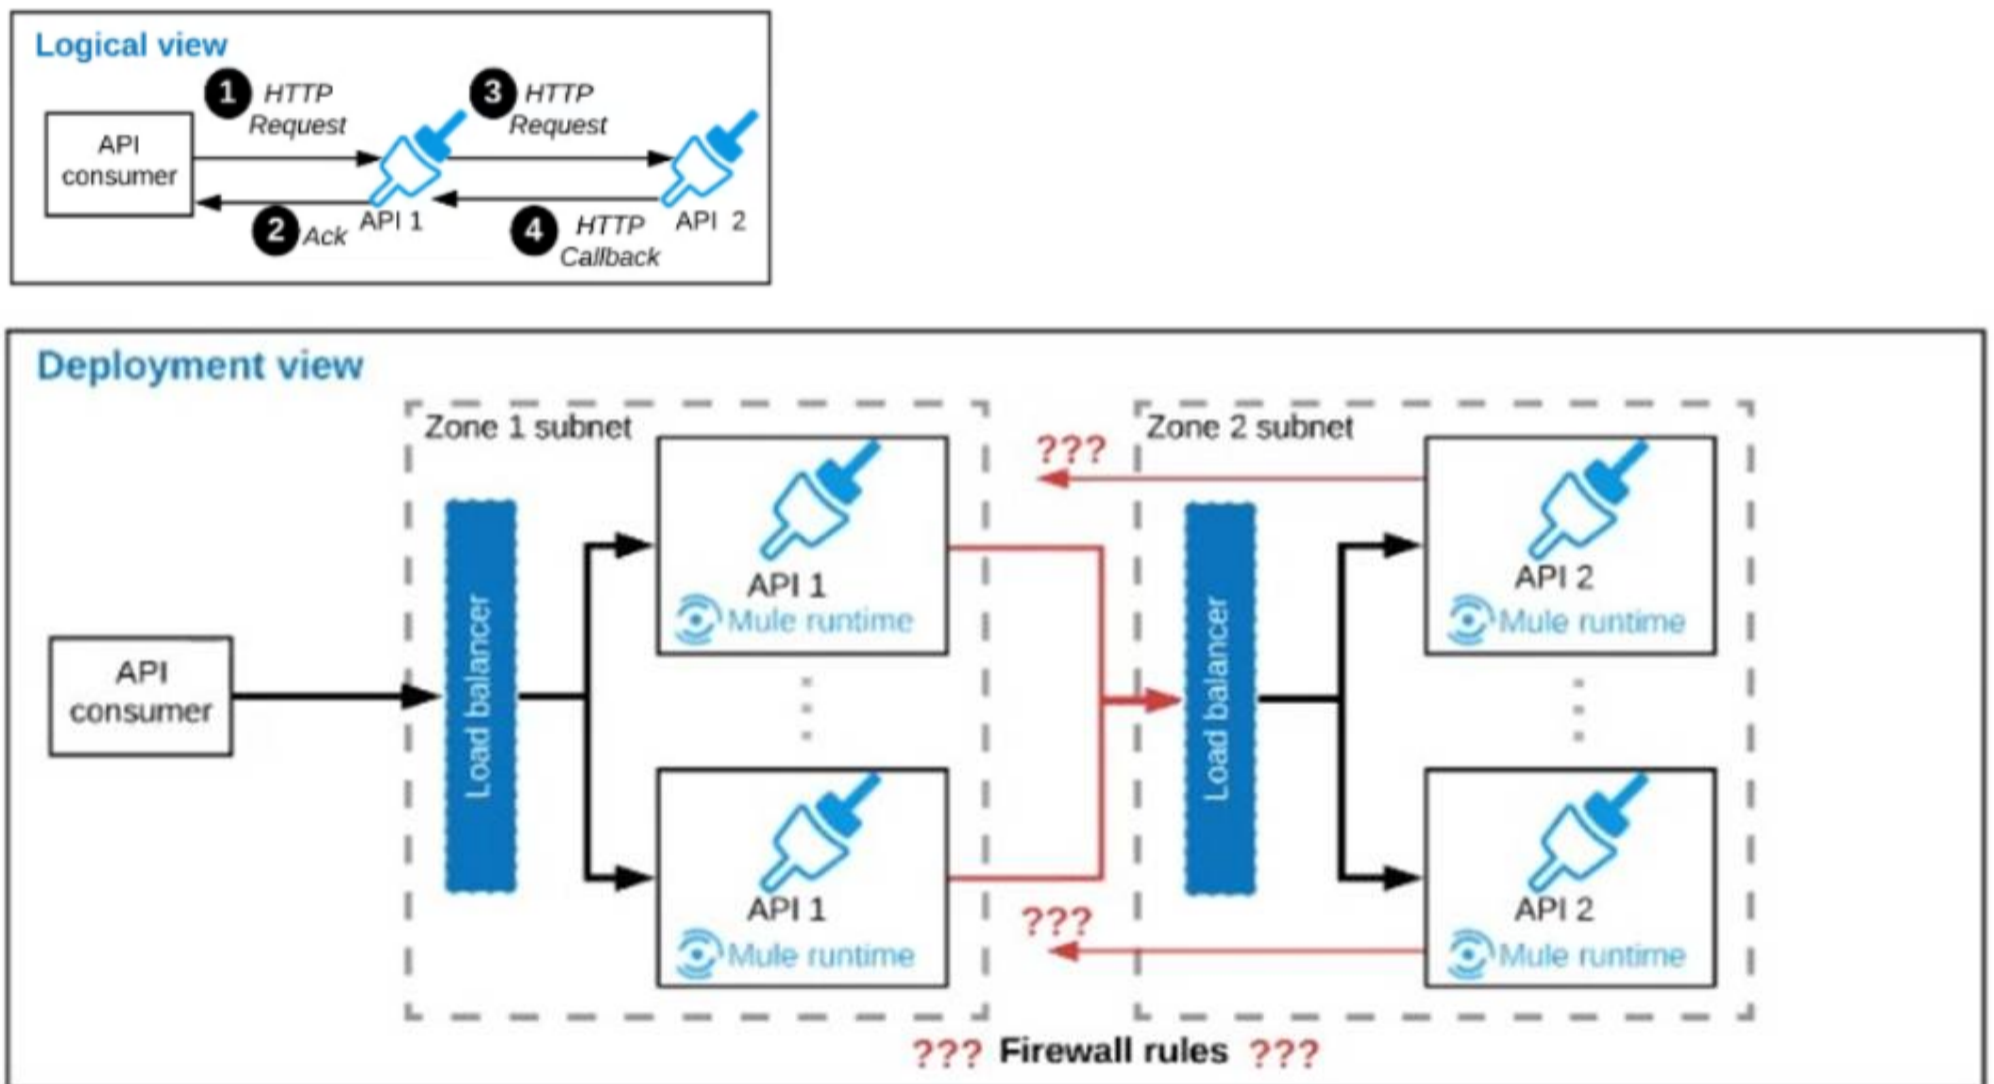 Logical view
1 HTTP
Request
3 HTTP
Request
API
consumer
2 Ack
API 1
4 HTTP
Callback
API 2
Deployment view
Zone 1 subnet
??? Zone 2 subnet
API
consumer
Load balancer
API 1
Mule runtime
API 1
Mule runtime
Load balancer
API 2
Mule runtime
API 2
Mule runtime
???
??? Firewall rules ???